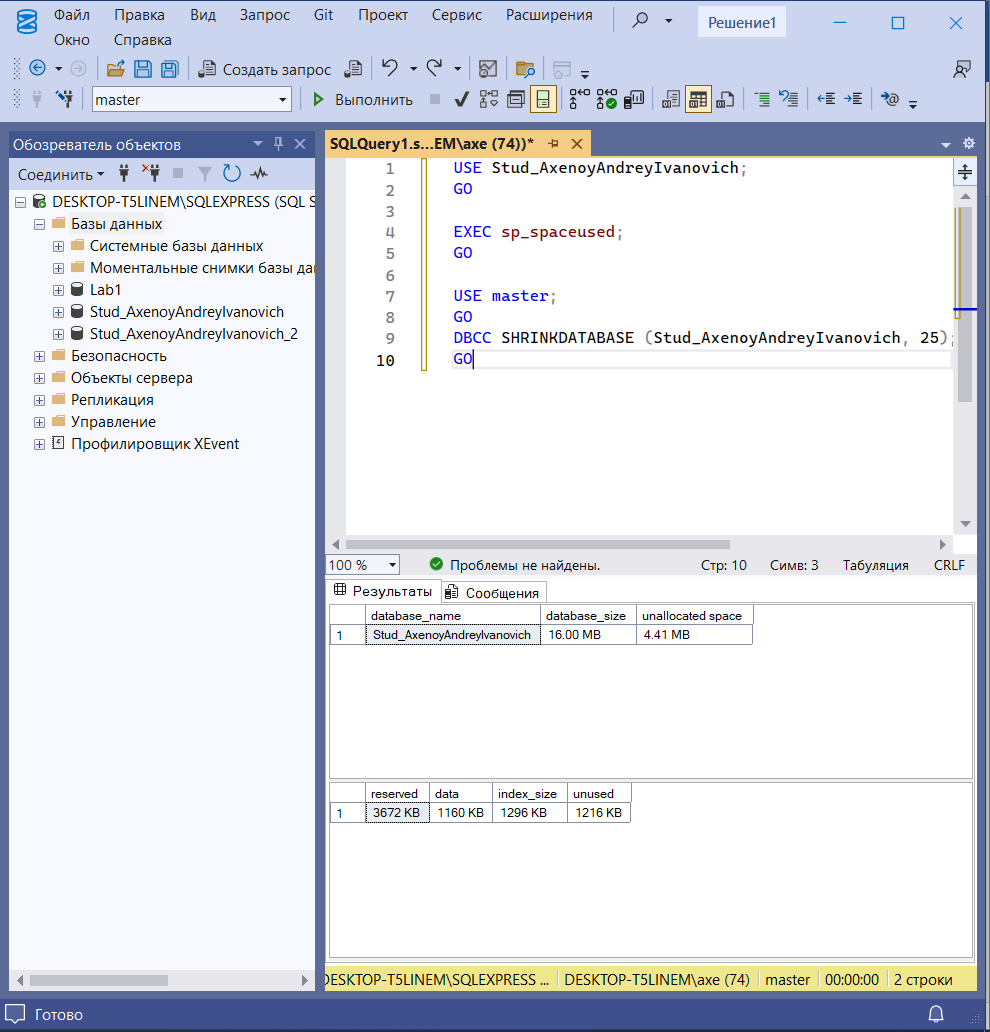 Файл Правка Вид Запрос Git Проект Сервис Расширения
Решение1
Окно Справка
Создать запрос
master Выполнить
Обозреватель объектов
Соединить
DESKTOP-T5LINEM\SQLEXPRESS (SQL S
Базы данных
Системные базы данных
Моментальные снимки базы да
Lab1
Stud_AxenoyAndreyIvanovich
Stud_AxenoyAndreyIvanovich_2
Безопасность
Объекты сервера
Репликация
Управление
Профилировщик XEvent
SQLQuery1.s...EM\axe (74))*
1 USE Stud_AxenoyAndreyIvanovich;
2 GO
3
4 EXEC sp_spaceused;
5 GO
6
7 USE master;
8 GO
9 DBCC SHRINKDATABASE (Stud_AxenoyAndreyIvanovich, 25);
10 GO
100 % Проблемы не найдены. Стр: 10 Симв: 3 Табуляция CRLF
Результаты Сообщения
database_name database_size unallocated space
1 Stud_AxenoyAndreyIvanovich 16.00 MB 4.41 MB
reserved data index_size unused
1 3672 KB 1160 KB 1296 KB 1216 KB
DESKTOP-T5LINEM\SQLEXPRESS ... DESKTOP-T5LINEM\axe (74) master 00:00:00 2 строки
Готово